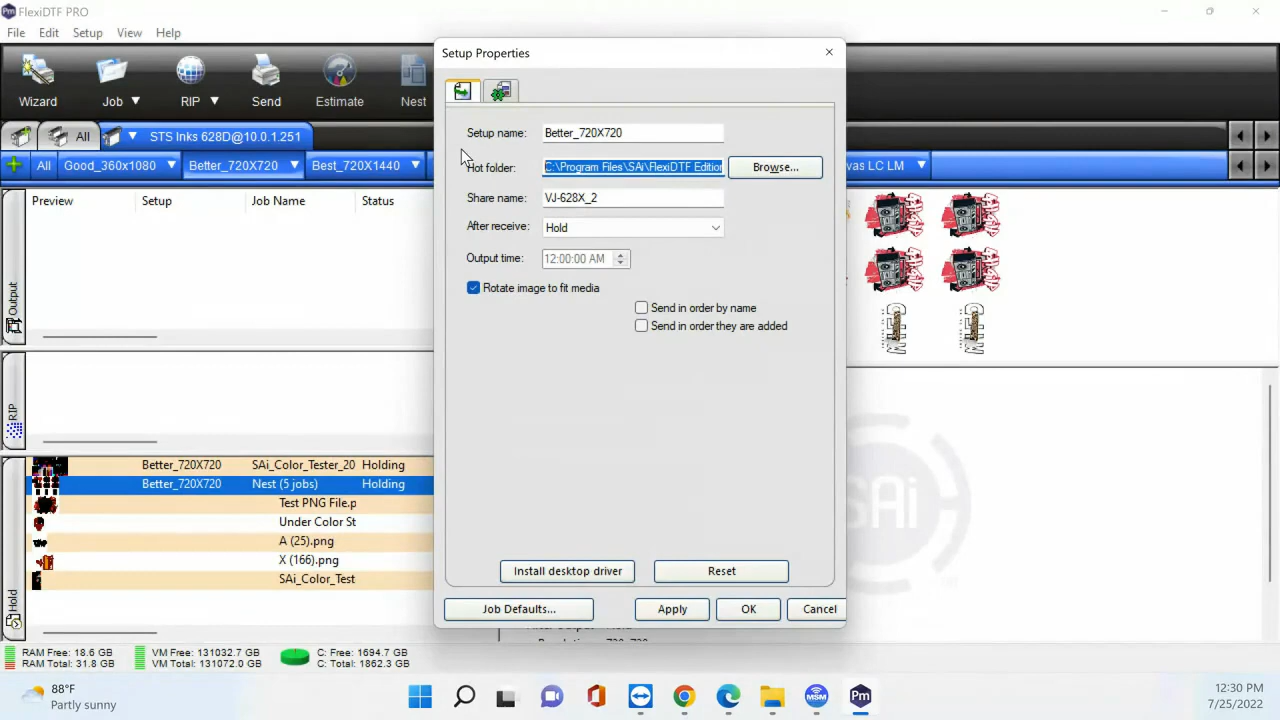 FlexiDTF PRO
File Edit Setup View Help
Wizard Job RIP Send Estimate Nest
All STS Inks 628D@10.0.1.251
All Good_360x1080 Better_720X720 Best_720X1440 vas LC LM
Preview Setup Job Name Status
Output
RIP
Hold
Better_720X720 SAi_Color_Tester_20 Holding
Better_720X720 Nest (5 jobs) Holding
Test PNG File.p
Under Color St
A (25).png
X (166).png
SAi_Color_Test
Setup Properties
Setup name: Better_720X720
Hot folder: C:\Program Files\SAi\FlexiDTF Edition Browse...
Share name: VJ-628X_2
After receive: Hold
Output time: 12:00:00 AM
Rotate image to fit media
Send in order by name
Send in order they are added
Install desktop driver Reset
Job Defaults... Apply OK Cancel
SAi
RAM Free: 18.6 GB VM Free: 131032.7 GB C: Free: 1694.7 GB
RAM Total: 31.8 GB VM Total: 131072.0 GB C: Total: 1862.3 GB
88°F
Partly sunny
MSM
Pm
12:30 PM
7/25/2022